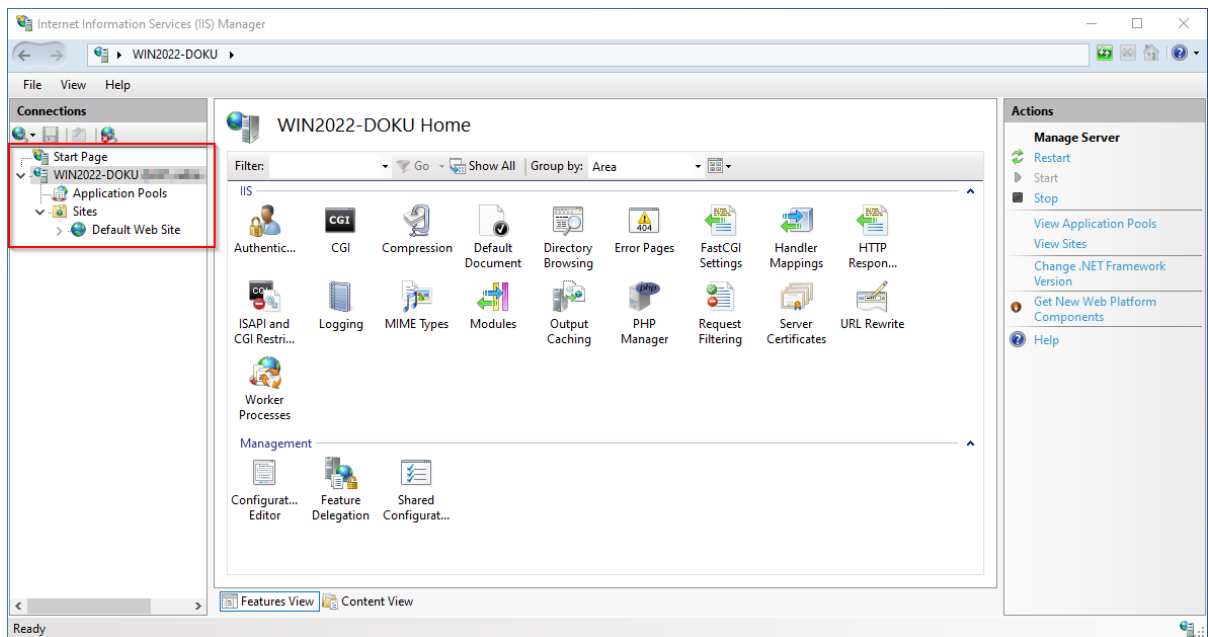 Internet Information Services (IIS) Manager
WIN2022-DOKU
File View Help
Connections
Start Page
WIN2022-DOKU
Application Pools
Sites
Default Web Site
WIN2022-DOKU Home
Filter: Go Show All Group by: Area
IIS
Authentic... CGI Compression Default Directory Error Pages FastCGI Handler HTTP
Document Browsing Settings Mappings Respon...
ISAPI and Logging MIME Types Modules Output PHP Request Server URL Rewrite
CGI Restri... Caching Manager Filtering Certificates
Worker
Processes
Management
Configurat... Feature Shared
Editor Delegation Configurat...
Features View Content View
Actions
Manage Server
Restart
Start
Stop
View Application Pools
View Sites
Change .NET Framework
Version
Get New Web Platform
Components
Help
Ready